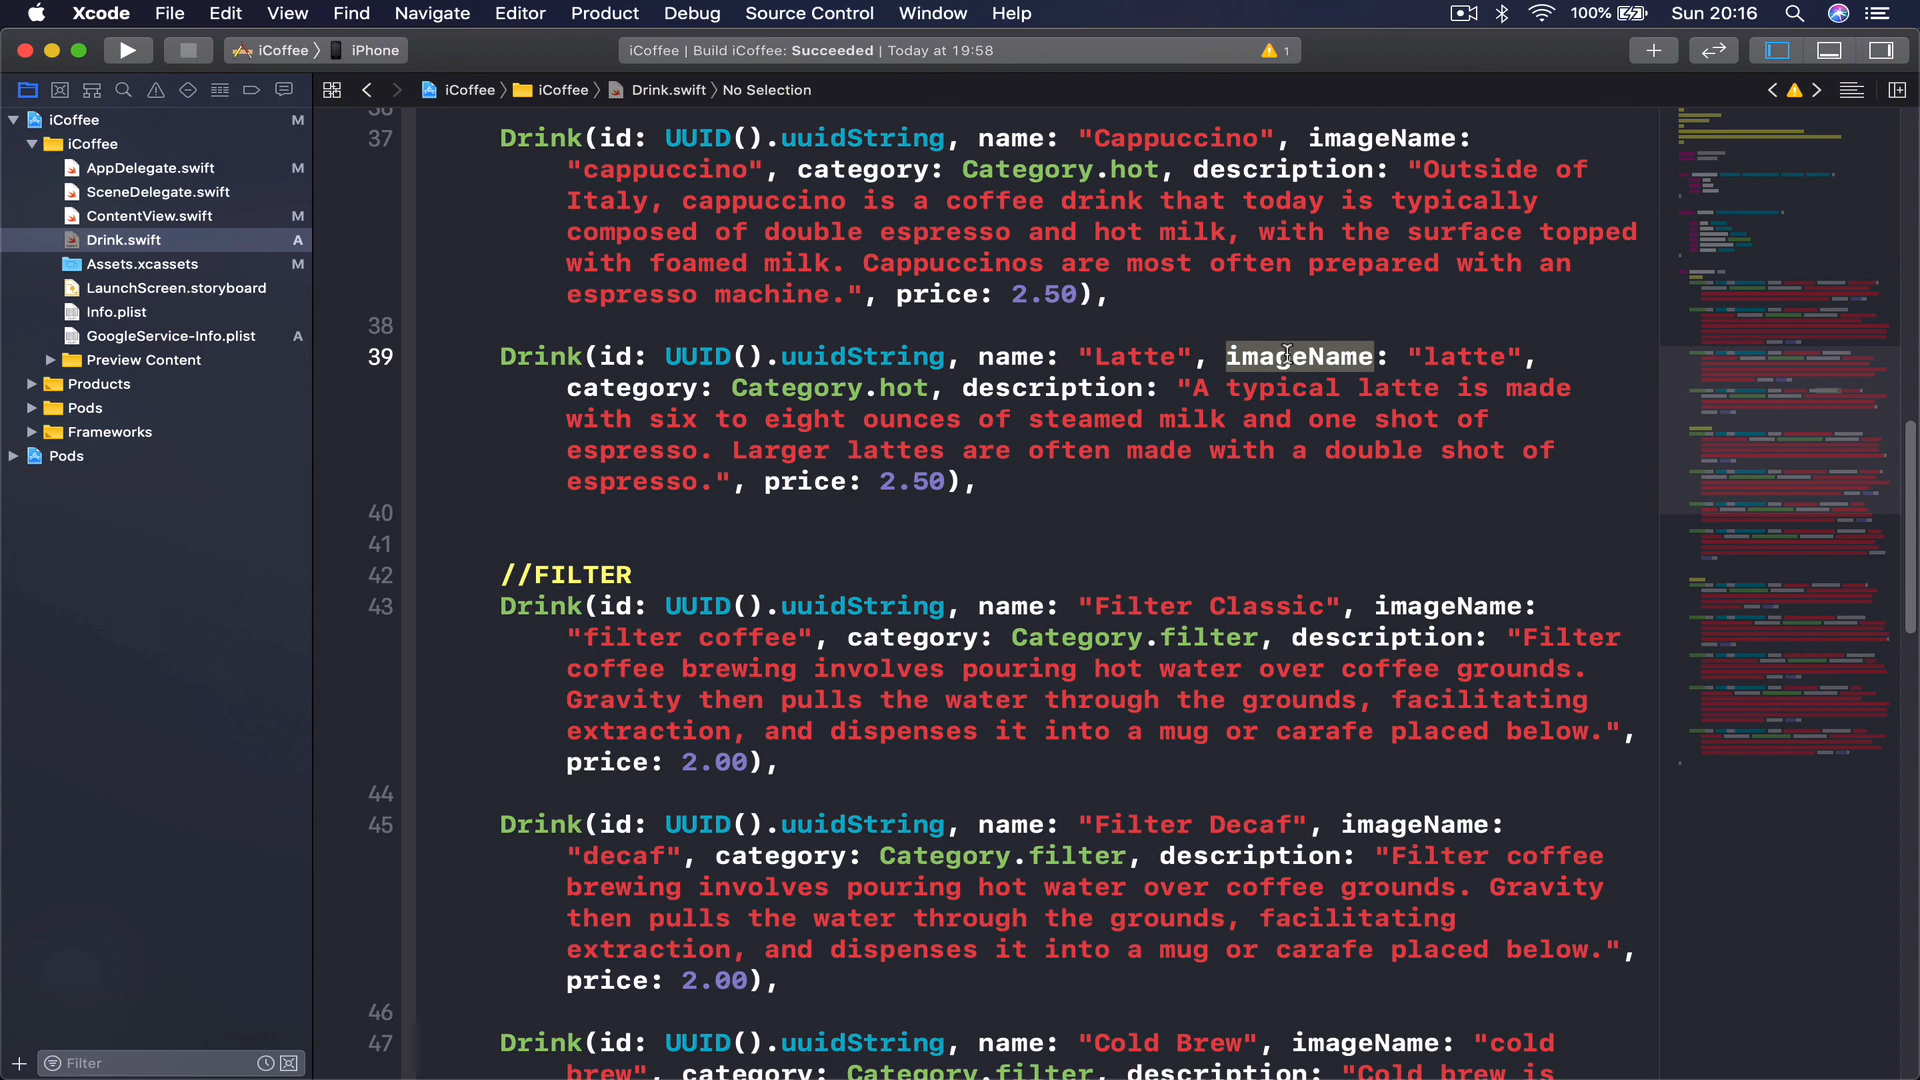 Xcode File Edit View Find Navigate Editor Product Debug Source Control Window Help 100% Sun 20:16
iCoffee iPhone iCoffee | Build iCoffee: Succeeded | Today at 19:58 1
iCoffee iCoffee Drink.swift No Selection
iCoffee M
iCoffee
AppDelegate.swift M
SceneDelegate.swift
ContentView.swift M
Drink.swift A
Assets.xcassets M
LaunchScreen.storyboard
Info.plist
GoogleService-Info.plist A
Preview Content
Products
Pods
Frameworks
Pods
Filter
36
37 Drink(id: UUID().uuidString, name: "Cappuccino", imageName:
"cappuccino", category: Category.hot, description: "Outside of
Italy, cappuccino is a coffee drink that today is typically
composed of double espresso and hot milk, with the surface topped
with foamed milk. Cappuccinos are most often prepared with an
espresso machine.", price: 2.50),
38
39 Drink(id: UUID().uuidString, name: "Latte", imageName: "latte",
category: Category.hot, description: "A typical latte is made
with six to eight ounces of steamed milk and one shot of
espresso. Larger lattes are often made with a double shot of
espresso.", price: 2.50),
40
41
42 //FILTER
43 Drink(id: UUID().uuidString, name: "Filter Classic", imageName:
"filter coffee", category: Category.filter, description: "Filter
coffee brewing involves pouring hot water over coffee grounds.
Gravity then pulls the water through the grounds, facilitating
extraction, and dispenses it into a mug or carafe placed below.",
price: 2.00),
44
45 Drink(id: UUID().uuidString, name: "Filter Decaf", imageName:
"decaf", category: Category.filter, description: "Filter coffee
brewing involves pouring hot water over coffee grounds. Gravity
then pulls the water through the grounds, facilitating
extraction, and dispenses it into a mug or carafe placed below.",
price: 2.00),
46
47 Drink(id: UUID().uuidString, name: "Cold Brew", imageName: "cold
brew", category: Category.filter, description: "Cold brew is